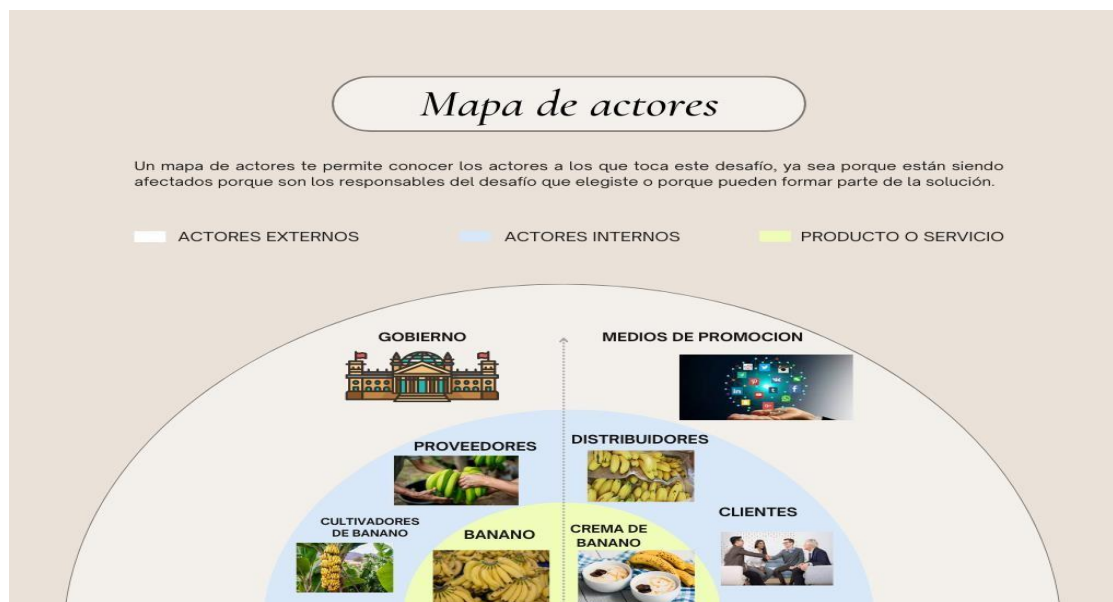 Mapa de actores
Un mapa de actores te permite conocer los actores a los que toca este desafío, ya sea porque están siendo
afectados porque son los responsables del desafío que elegiste o porque pueden formar parte de la solución.
ACTORES EXTERNOS
ACTORES INTERNOS
PRODUCTO O SERVICIO
GOBIERNO
MEDIOS DE PROMOCION
PROVEEDORES
DISTRIBUIDORES
CULTIVADORES
DE BANANO
BANANO
CREMA DE
BANANO
CLIENTES